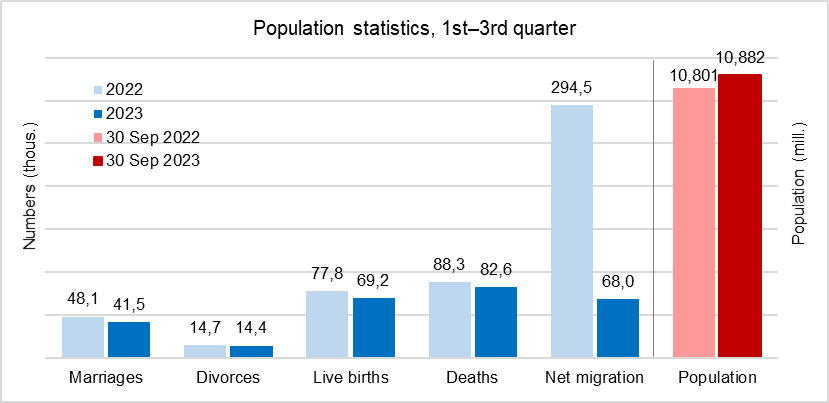 Population statistics, 1st–3rd quarter
2022
2023
30 Sep 2022
30 Sep 2023
Numbers (thous.)
Population (mill.)
48,1
41,5
14,7
14,4
77,8
69,2
88,3
82,6
294,5
68,0
10,801
10,882
Marriages
Divorces
Live births
Deaths
Net migration
Population